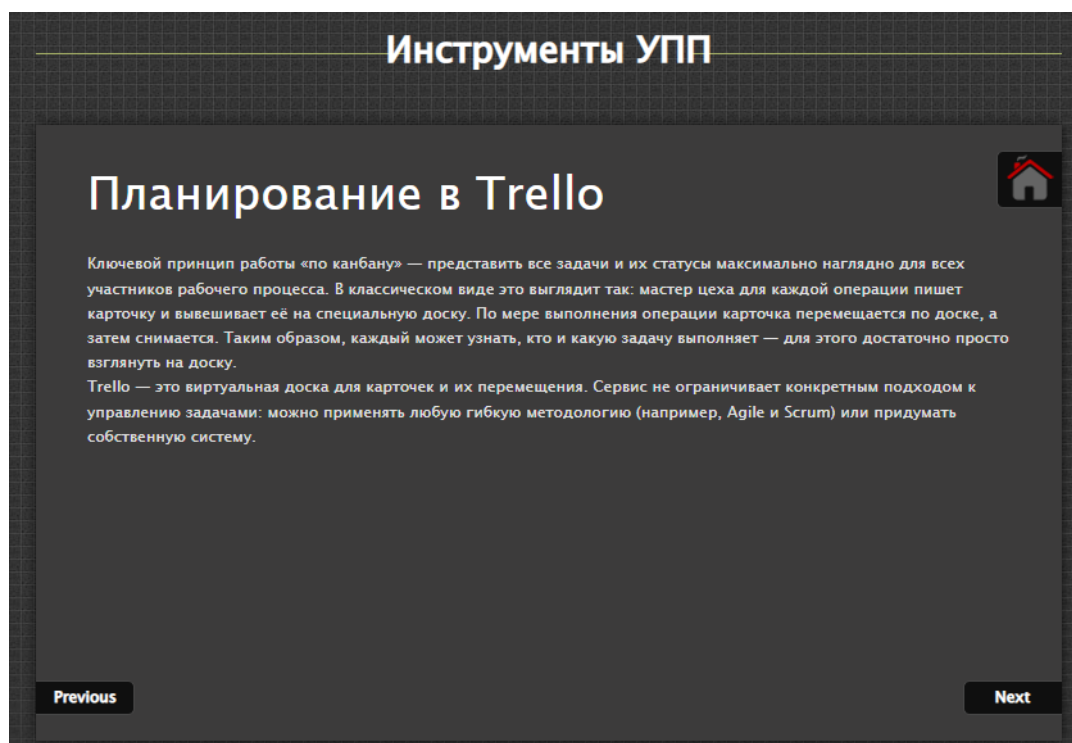 Инструменты УПП
Планирование в Trello
Ключевой принцип работы «по канбану» — представить все задачи и их статусы максимально наглядно для всех
участников рабочего процесса. В классическом виде это выглядит так: мастер цеха для каждой операции пишет
карточку и вывешивает её на специальную доску. По мере выполнения операции карточка перемещается по доске, а
затем снимается. Таким образом, каждый может узнать, кто и какую задачу выполняет — для этого достаточно просто
взглянуть на доску.
Trello — это виртуальная доска для карточек и их перемещения. Сервис не ограничивает конкретным подходом к
управлению задачами: можно применять любую гибкую методологию (например, Agile и Scrum) или придумать
собственную систему.
Previous
Next